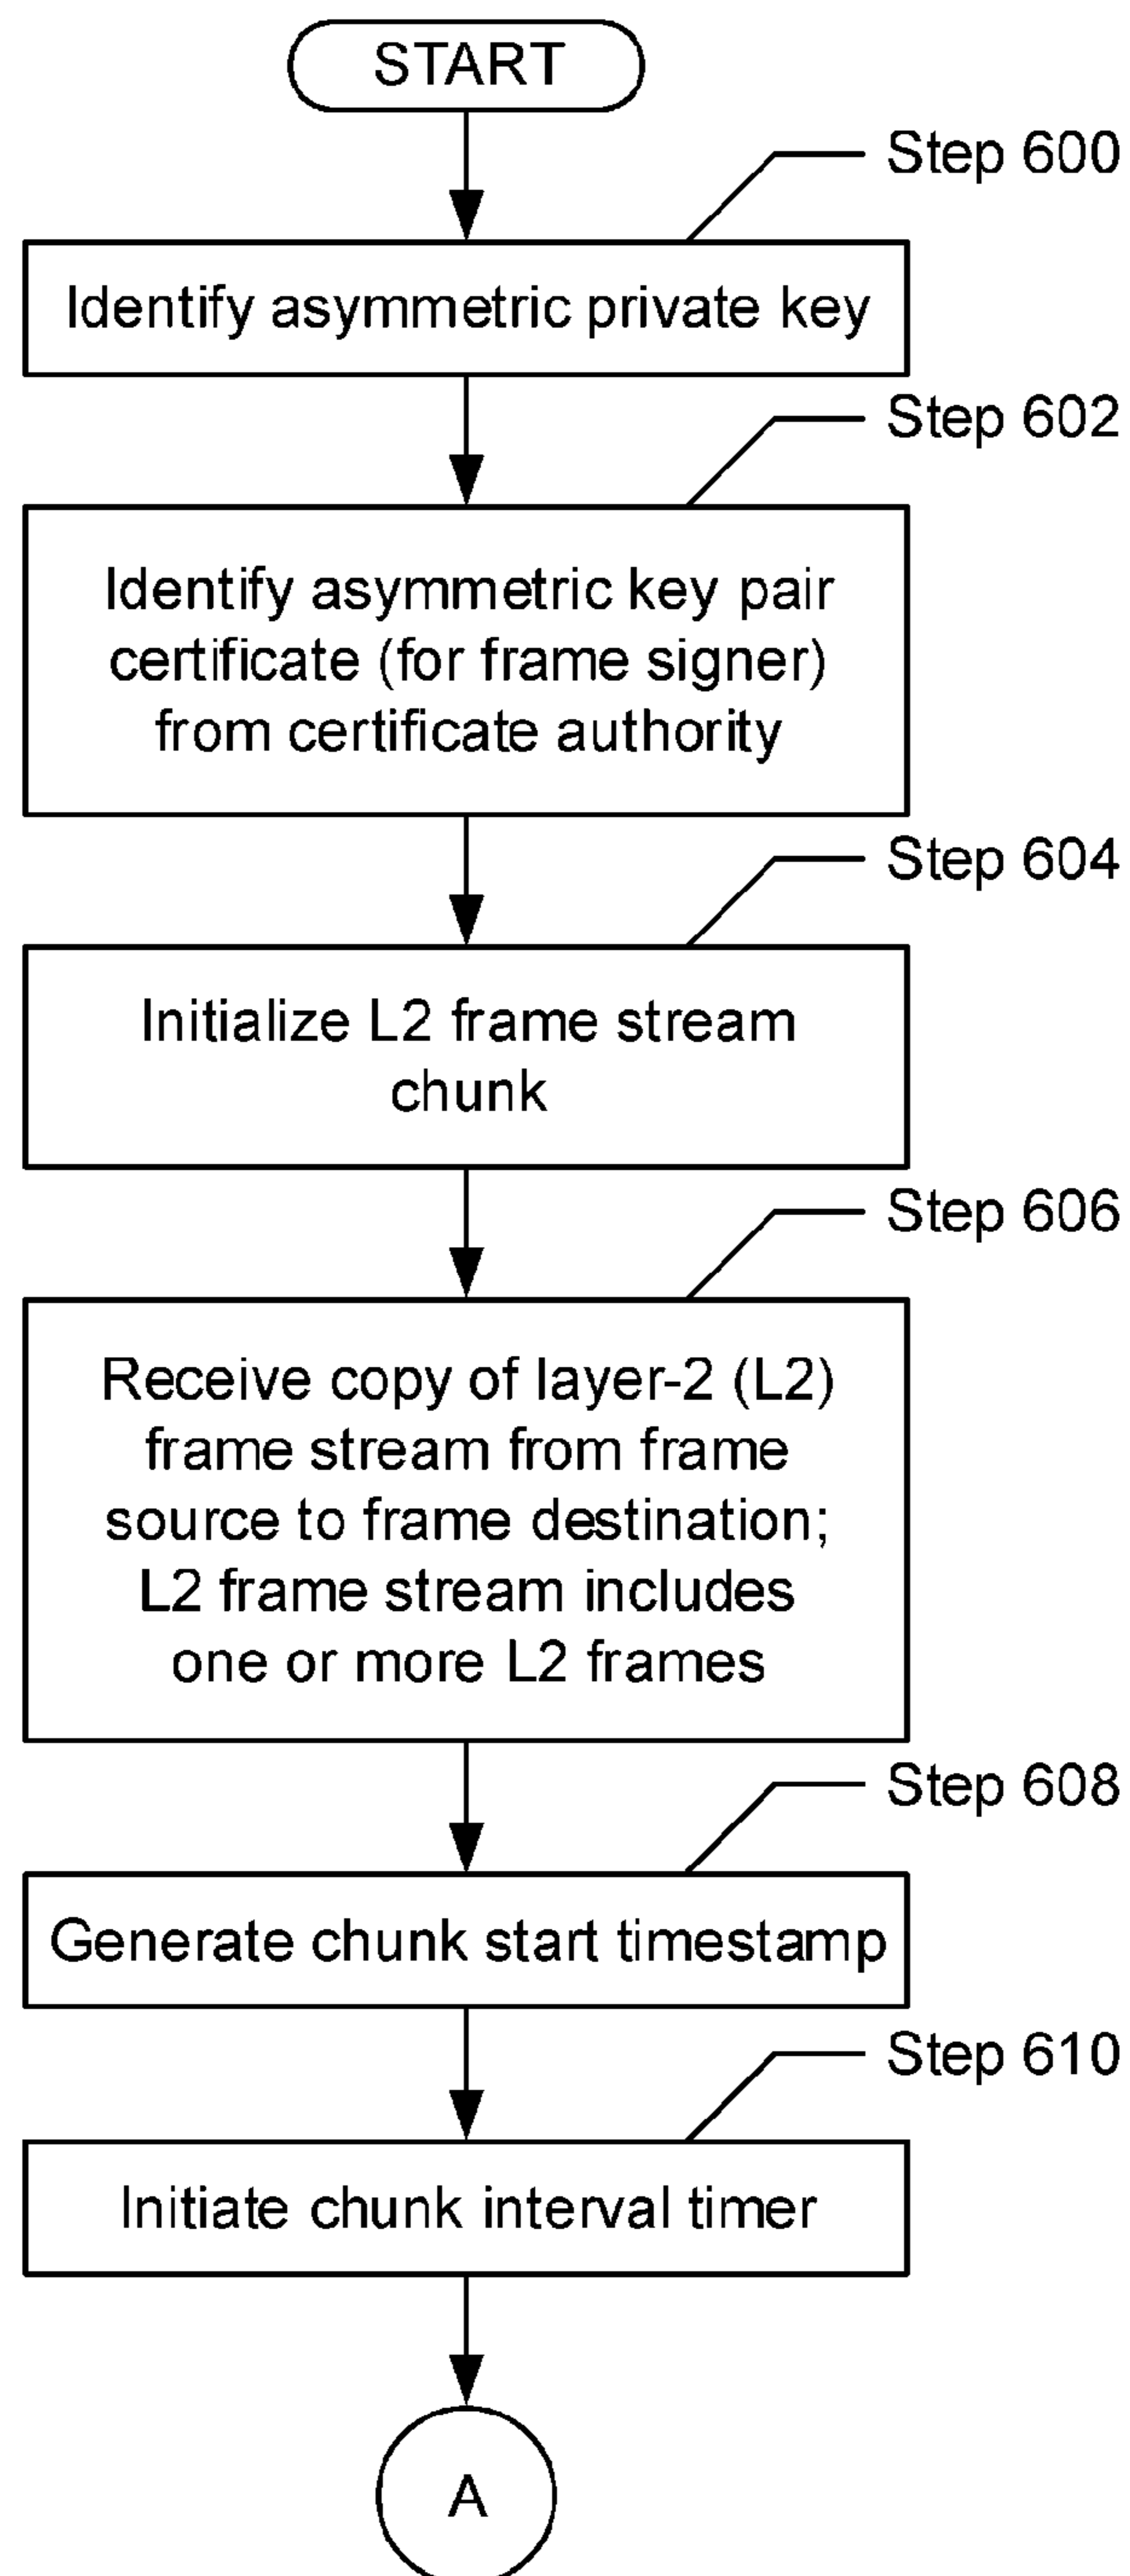 START
Step 600
Identify asymmetric private key
Step 602
Identify asymmetric key pair
certificate (for frame signer)
from certificate authority
Step 604
Initialize L2 frame stream
chunk
Step 606
Receive copy of layer-2 (L2)
frame stream from frame
source to frame destination;
L2 frame stream includes
one or more L2 frames
Step 608
Generate chunk start timestamp
Step 610
Initiate chunk interval timer
A